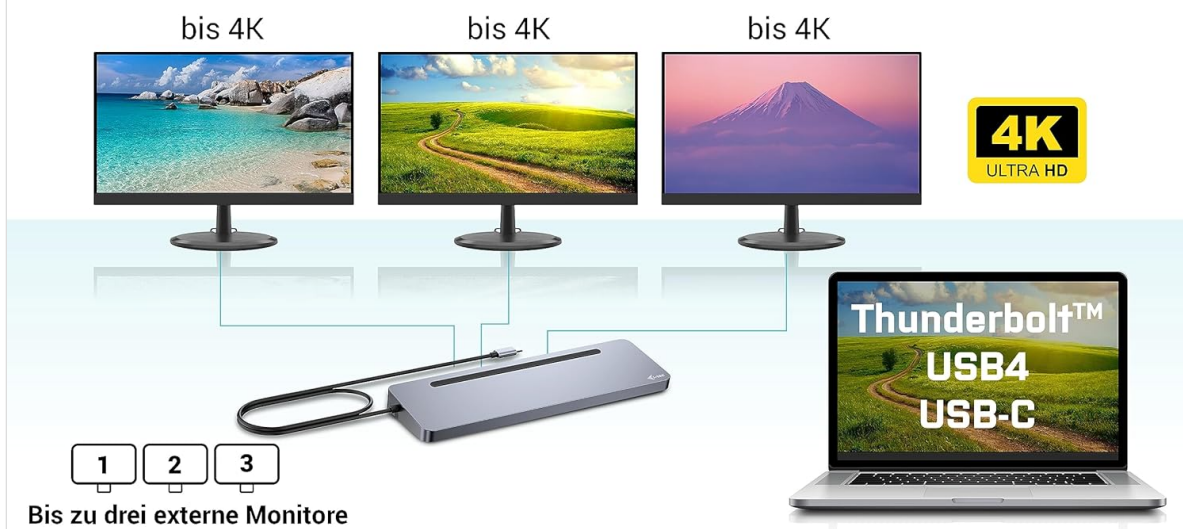 bis 4K
bis 4K
bis 4K
4K
ULTRA HD
Thunderbolt™
USB4
USB-C
1
2
3
Bis zu drei externe Monitore